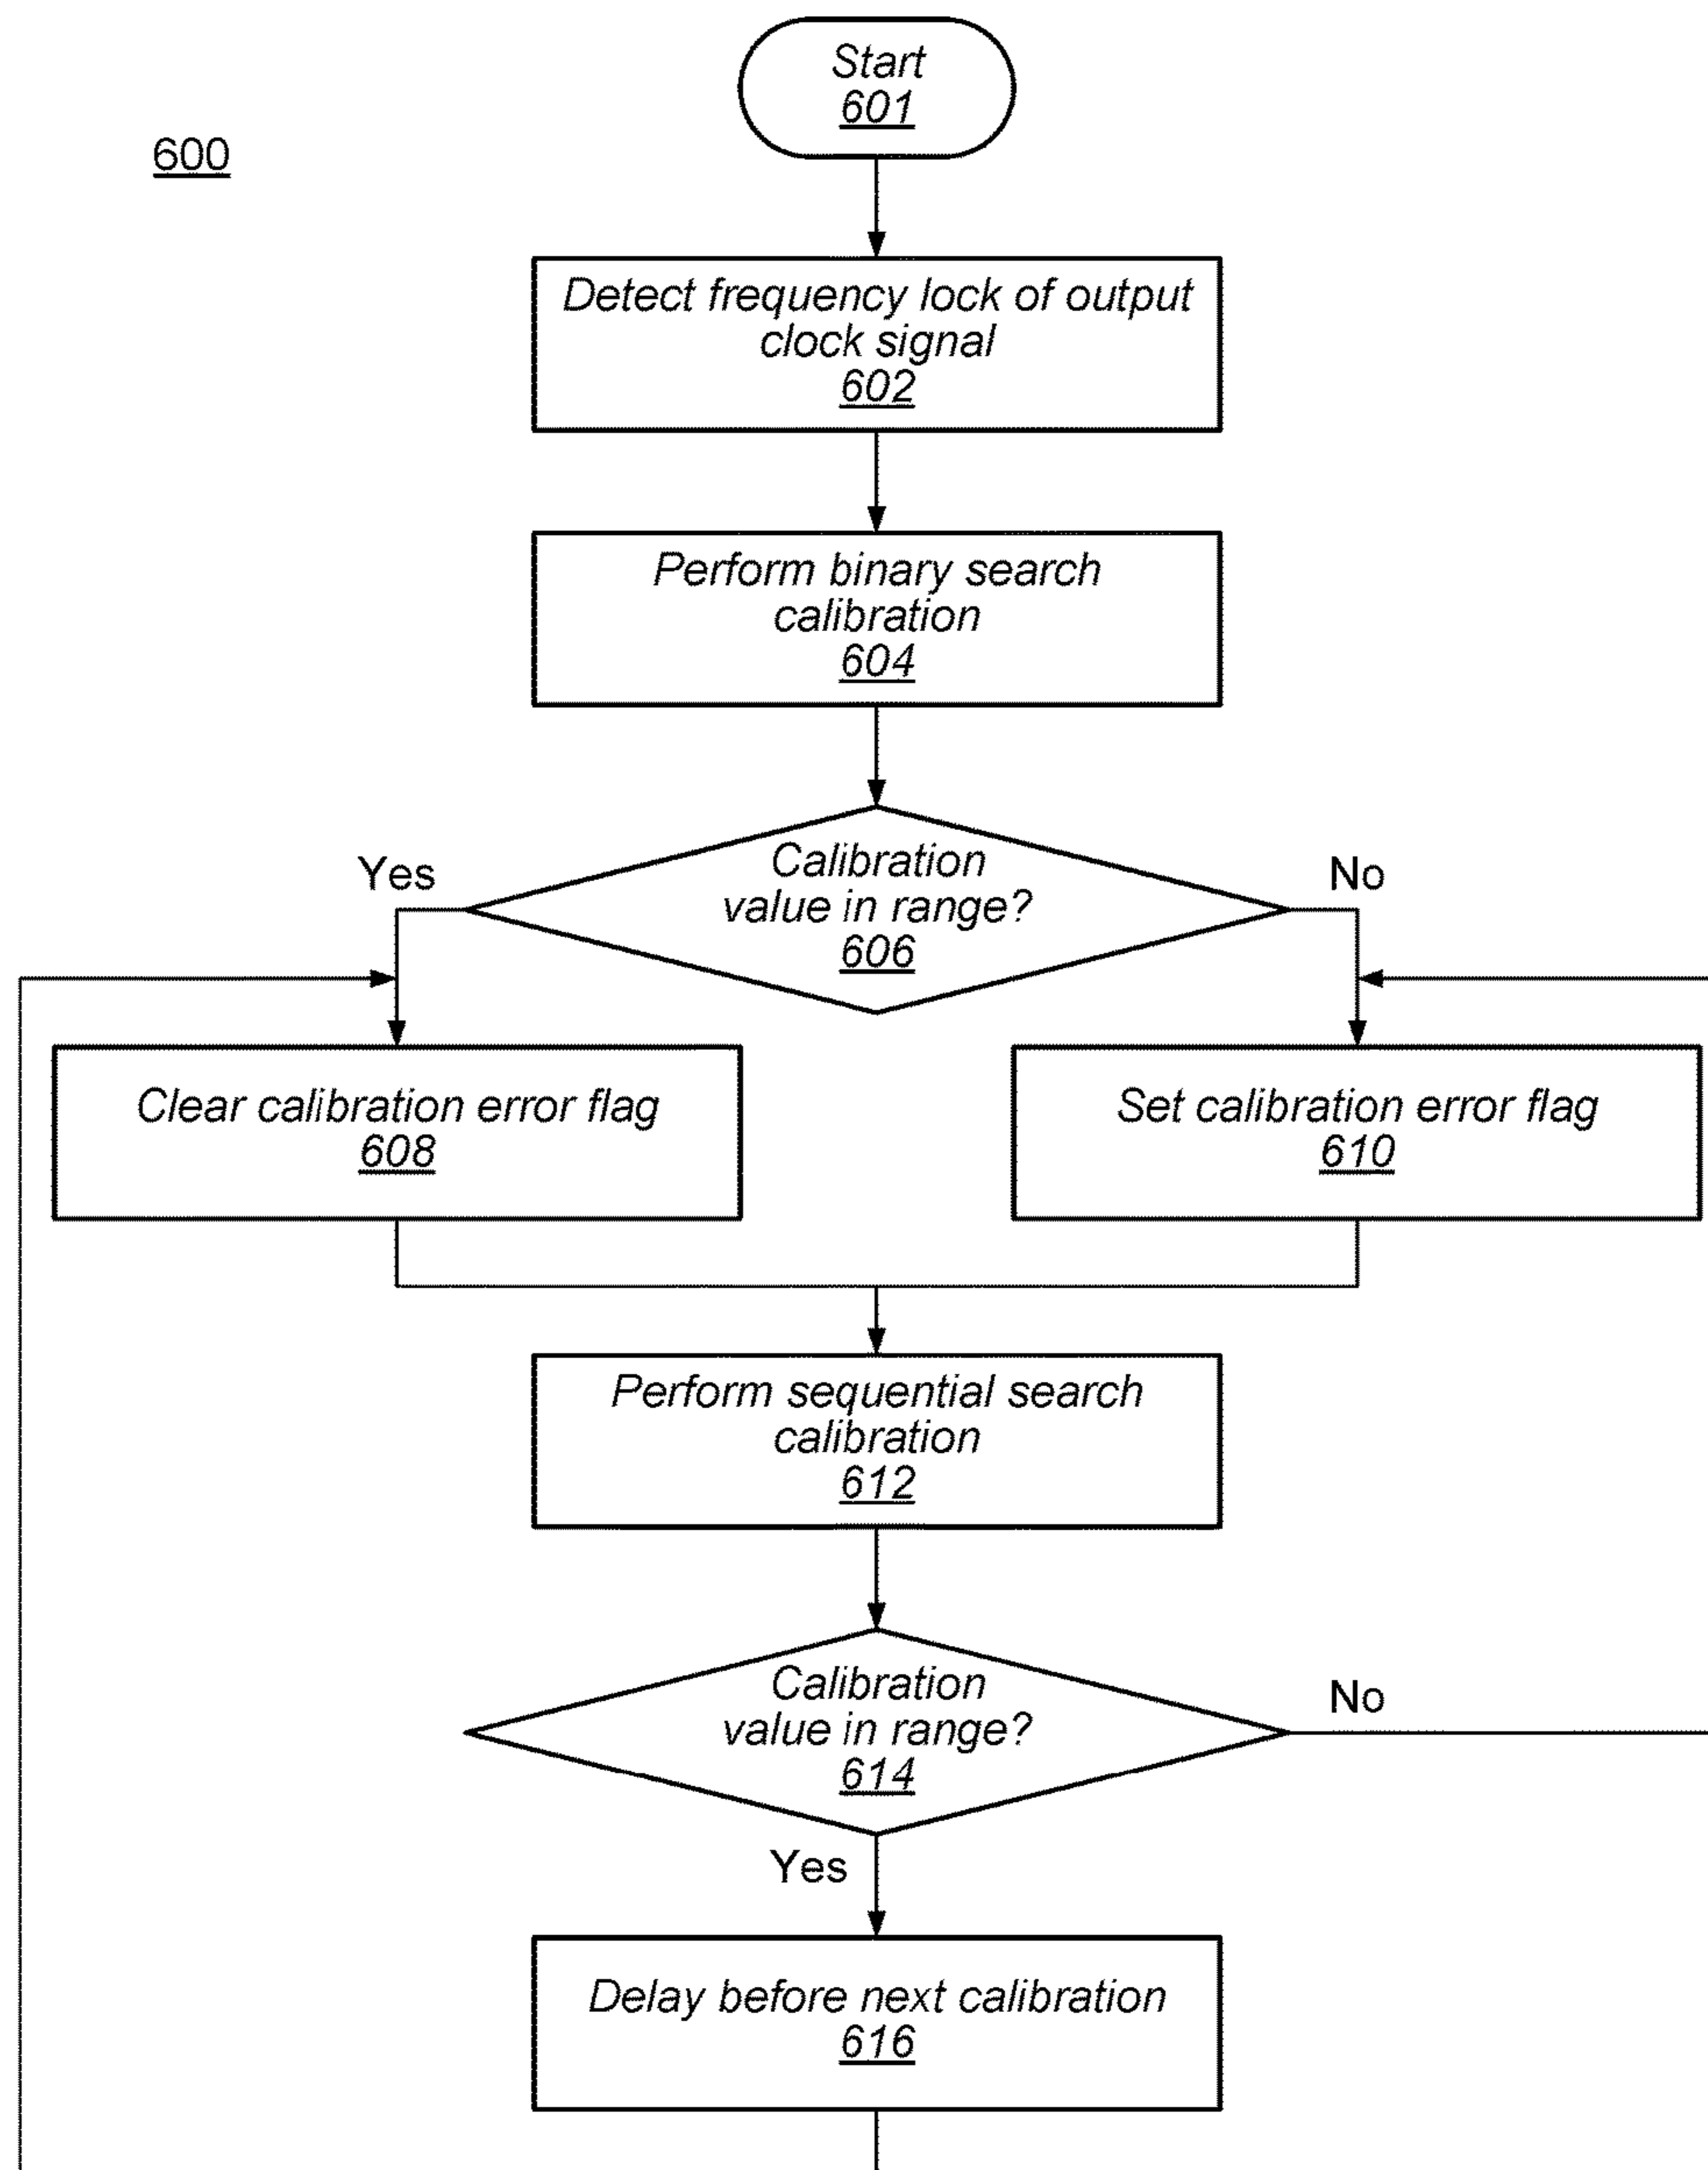 Start
601
600
Detect frequency lock of output
clock signal
602
Perform binary search
calibration
604
Calibration
value in range?
606
Yes
No
Clear calibration error flag
608
Set calibration error flag
610
Perform sequential search
calibration
612
Calibration
value in range?
614
No
Yes
Delay before next calibration
616